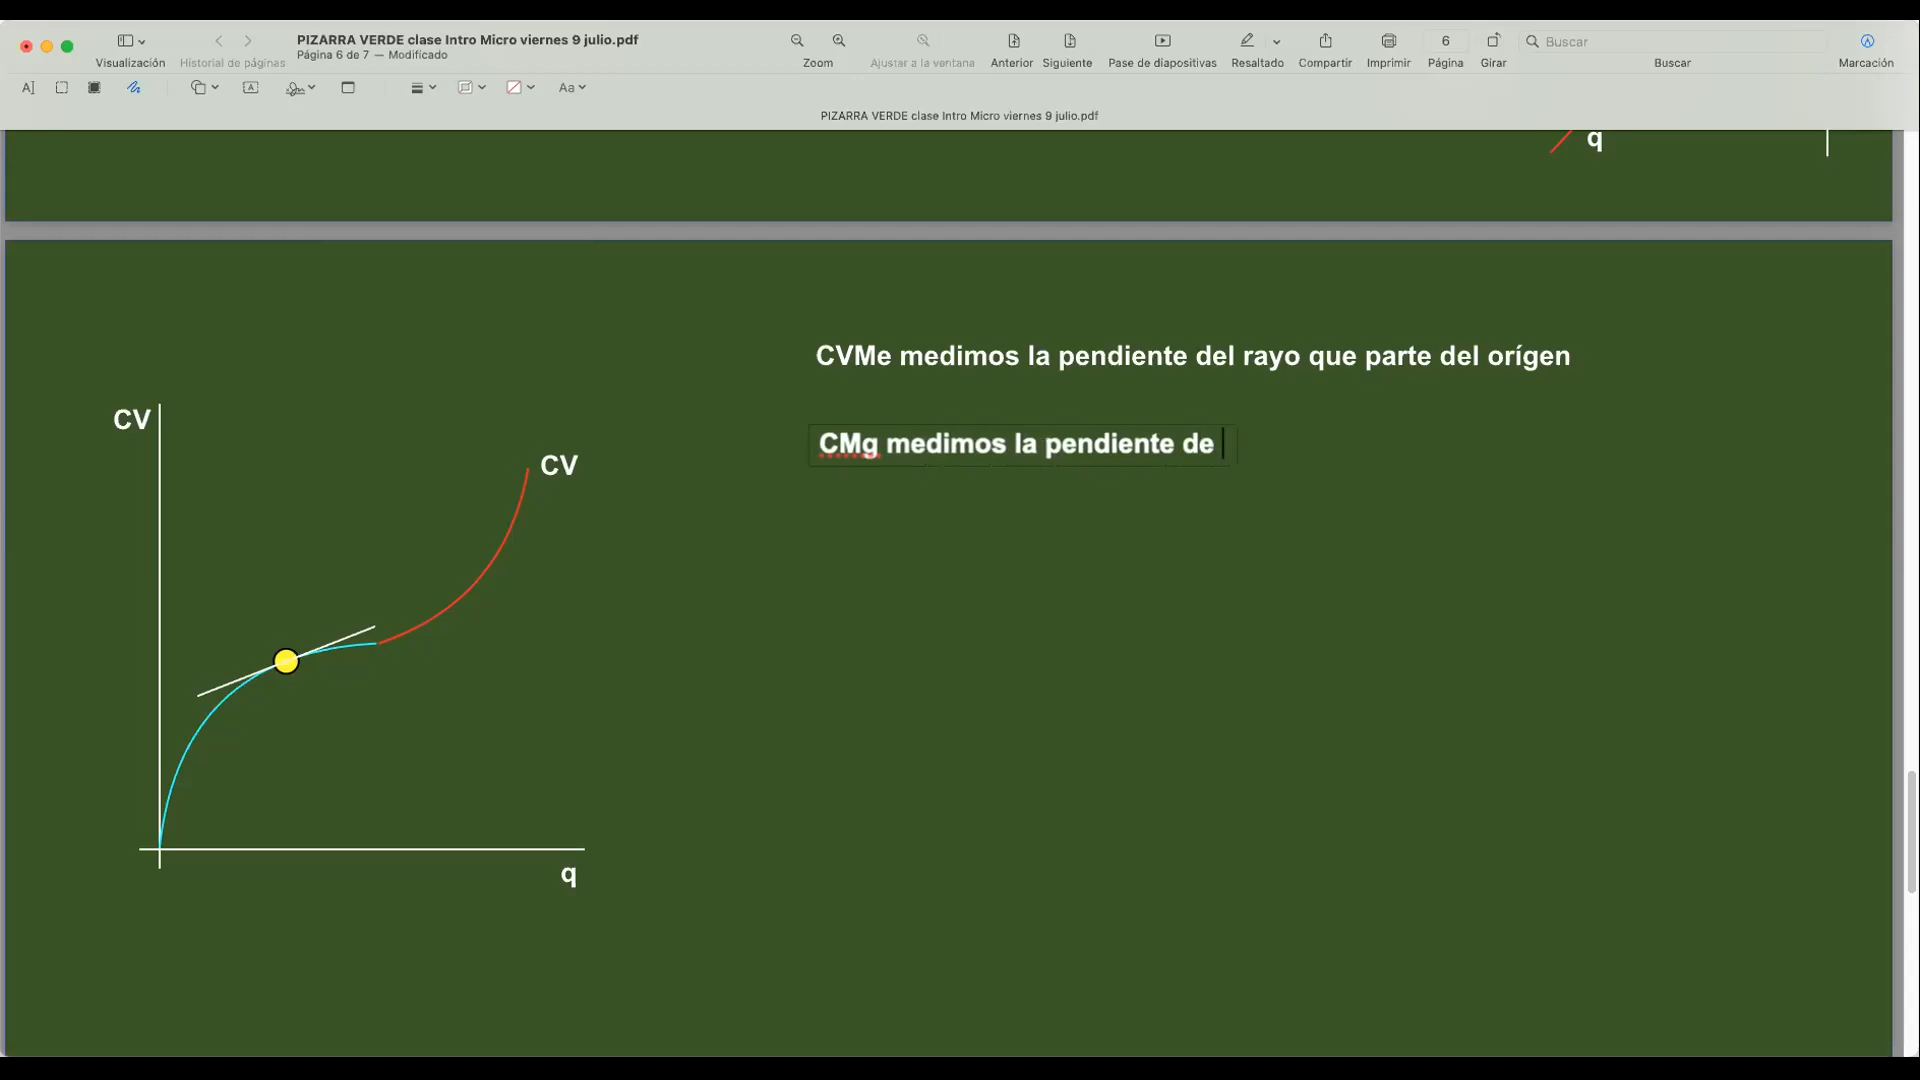 PIZARRA VERDE clase Intro Micro viernes 9 julio.pdf
Página 6 de 7 — Modificado
6
Buscar
Visualización
Historial de páginas
Zoom
Ajustar a la ventana
Anterior
Siguiente
Pase de diapositivas
Resaltado
Compartir
Imprimir
Página
Girar
Buscar
Marcación
A
A
Aa
PIZARRA VERDE clase Intro Micro viernes 9 julio.pdf
q
CVMe medimos la pendiente del rayo que parte del orígen
CMg medimos la pendiente de
CV
CV
q